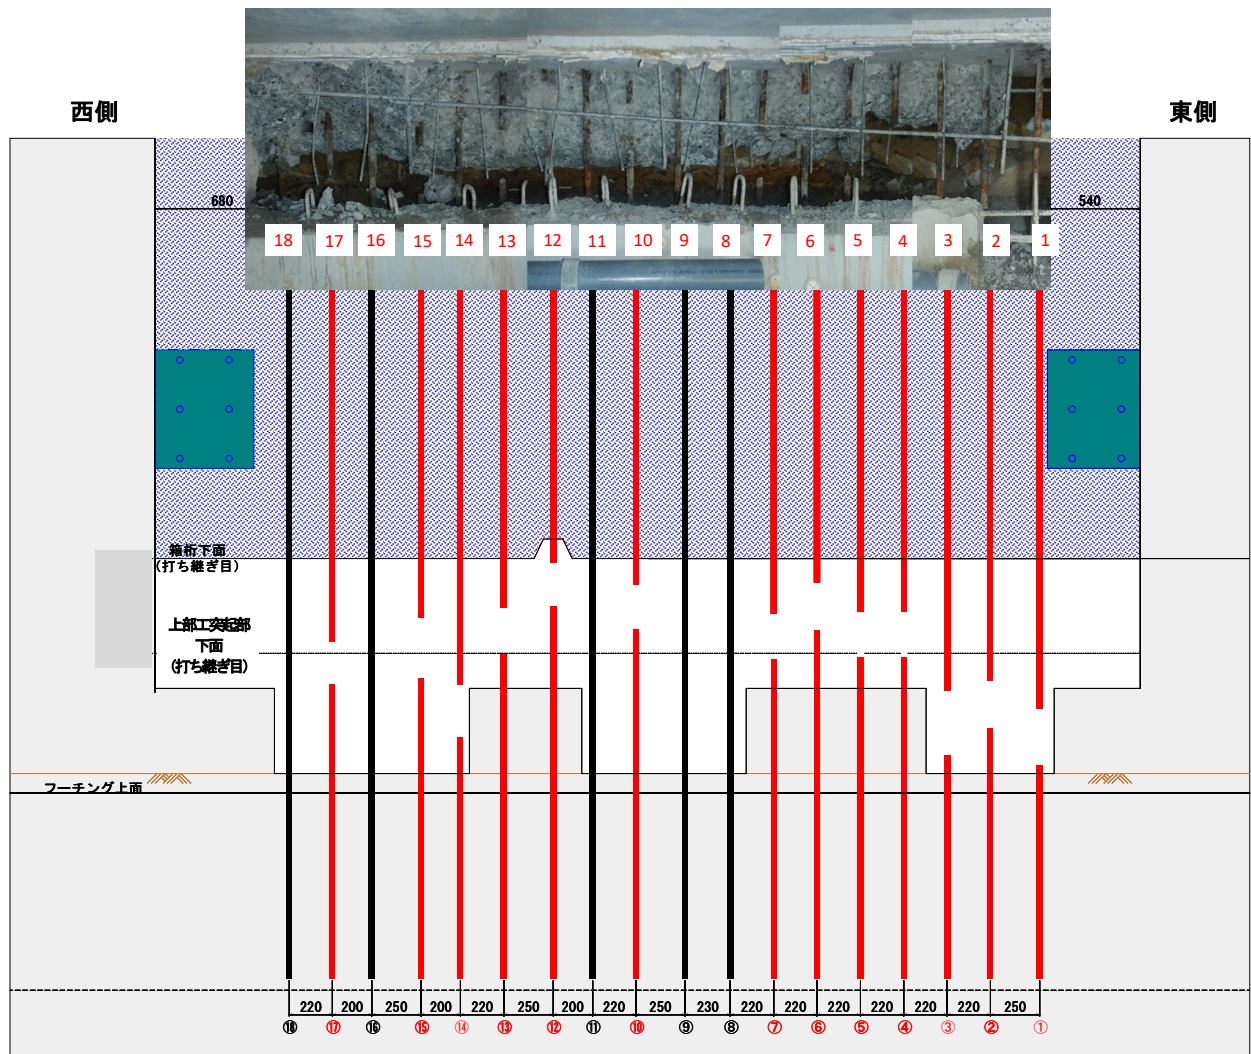 西側
東側
680
540
18 17 16 15 14 13 12 11 10 9 8 7 6 5 4 3 2 1
箱桁下面
(打ち継ぎ目)
上部工突起部
下面
(打ち継ぎ目)
フーチング上面
220 200 250 200 220 250 200 220 250 230 220 220 220 220 220 220 250
⑱ ⑰ ⑯ ⑮ ⑭ ⑬ ⑫ ⑪ ⑩ ⑨ ⑧ ⑦ ⑥ ⑤ ④ ③ ② ①